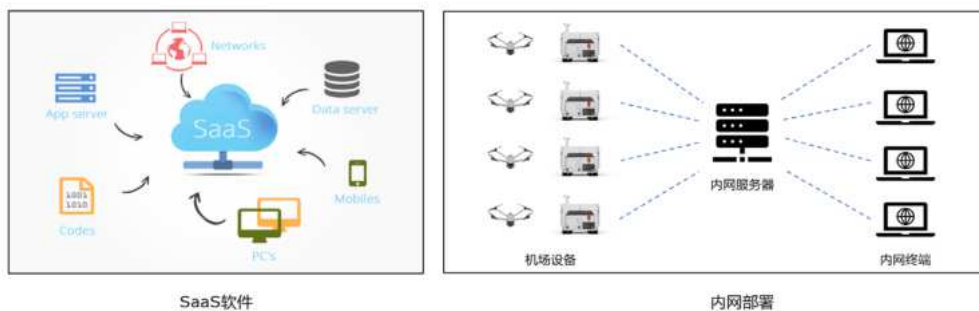 Networks
App server
Data server
SaaS
1001
1010
Codes
Mobiles
PC's
内网服务器
机场设备
内网终端
SaaS软件
内网部署